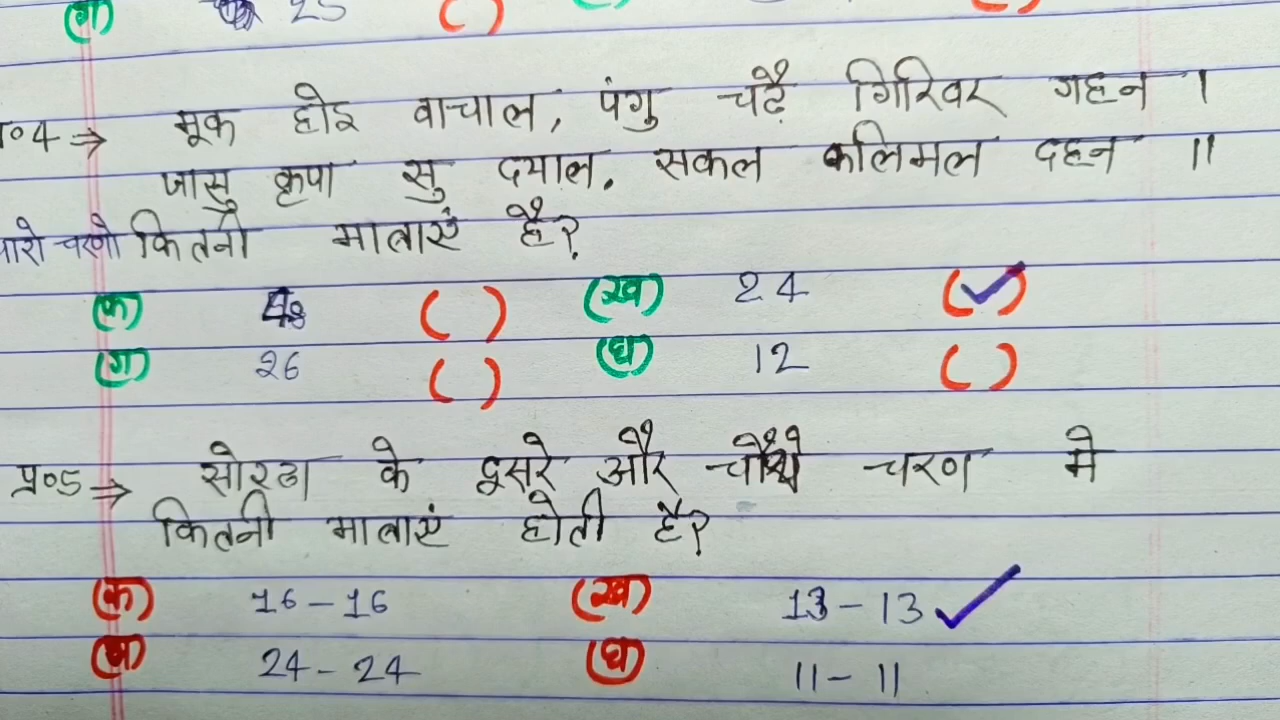 (ग) 25 ( )
प्र०4 ⇒ मूक होइ वाचाल, पंगु चढ़ै गिरिवर गहन ।
जासु कृपा सु दयाल. सकल कलिमल दहन ॥
चारो चरणो कितनी मात्राएं है?
(क) 48 ( ) (ख) 24 (✓)
(ग) 26 ( ) (घ) 12 ( )
प्र०5 ⇒ सोरठा के दूसरे और चौथे चरण मे
कितनी मात्राएं होती है?
(क) 16-16 (ख) 13-13 ✓
(ग) 24-24 (घ) 11-11